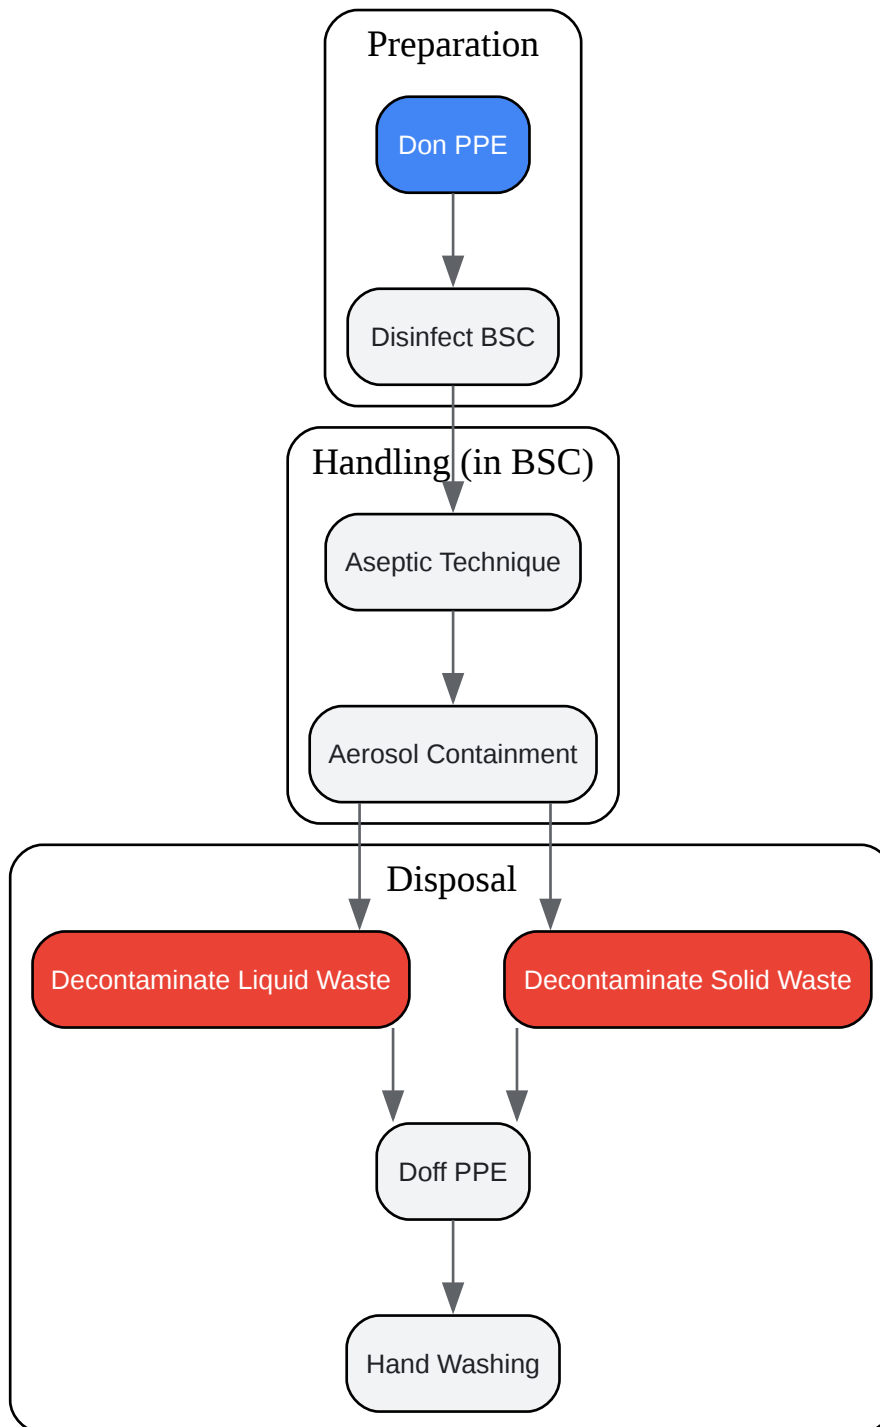 Preparation
Don PPE
Disinfect BSC
Handling (in BSC)
Aseptic Technique
Aerosol Containment
Disposal
Decontaminate Liquid Waste
Decontaminate Solid Waste
Doff PPE
Hand Washing